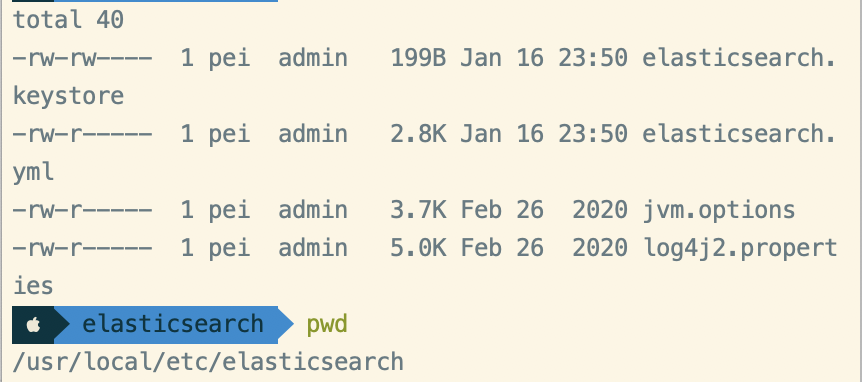 total 40
-rw-rw---- 1 pei admin 199B Jan 16 23:50 elasticsearch.
keystore
-rw-r----- 1 pei admin 2.8K Jan 16 23:50 elasticsearch.
yml
-rw-r----- 1 pei admin 3.7K Feb 26 2020 jvm.options
-rw-r----- 1 pei admin 5.0K Feb 26 2020 log4j2.propert
ies
elasticsearch pwd
/usr/local/etc/elasticsearch